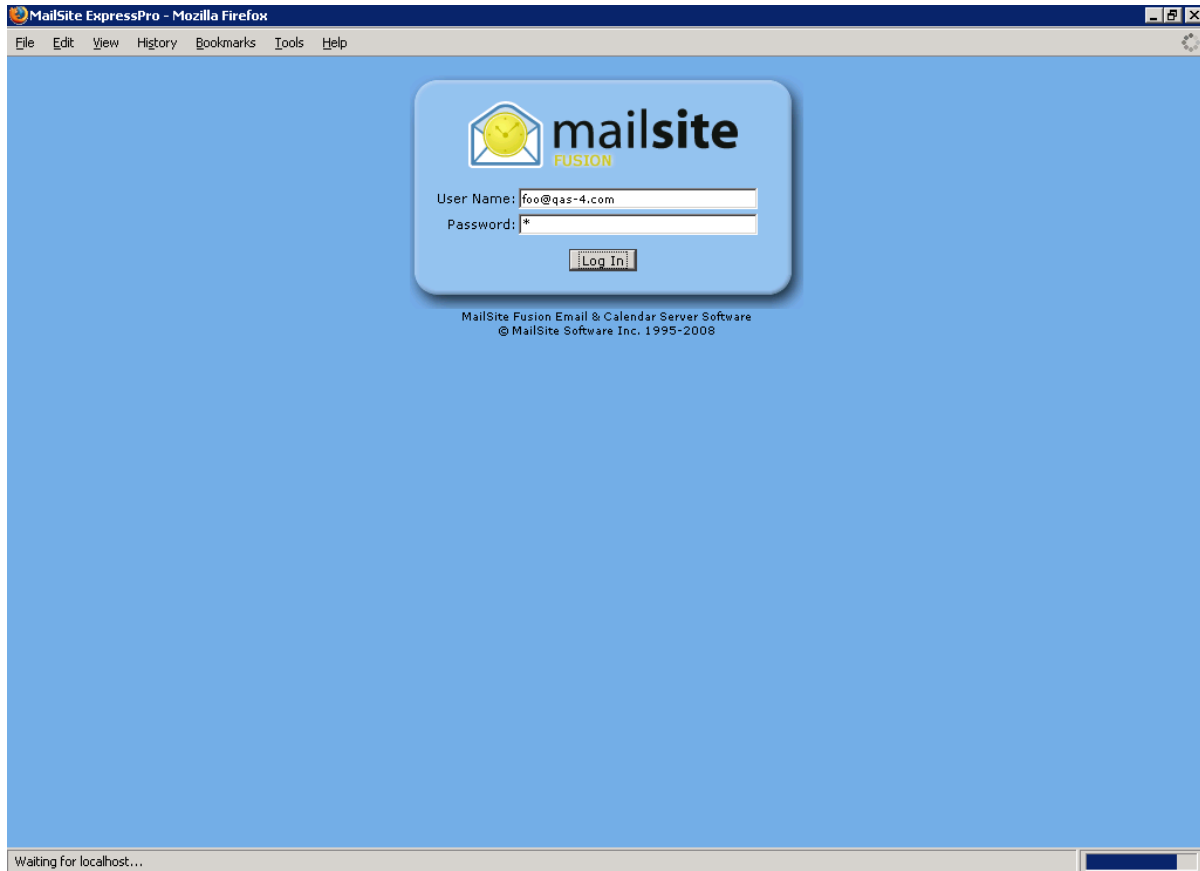 MailSite ExpressPro - Mozilla Firefox
File Edit View History Bookmarks Tools Help
mailsite
FUSION
User Name: foo@qas-4.com
Password: *
Log In
MailSite Fusion Email & Calendar Server Software
© MailSite Software Inc. 1995-2008
Waiting for localhost...